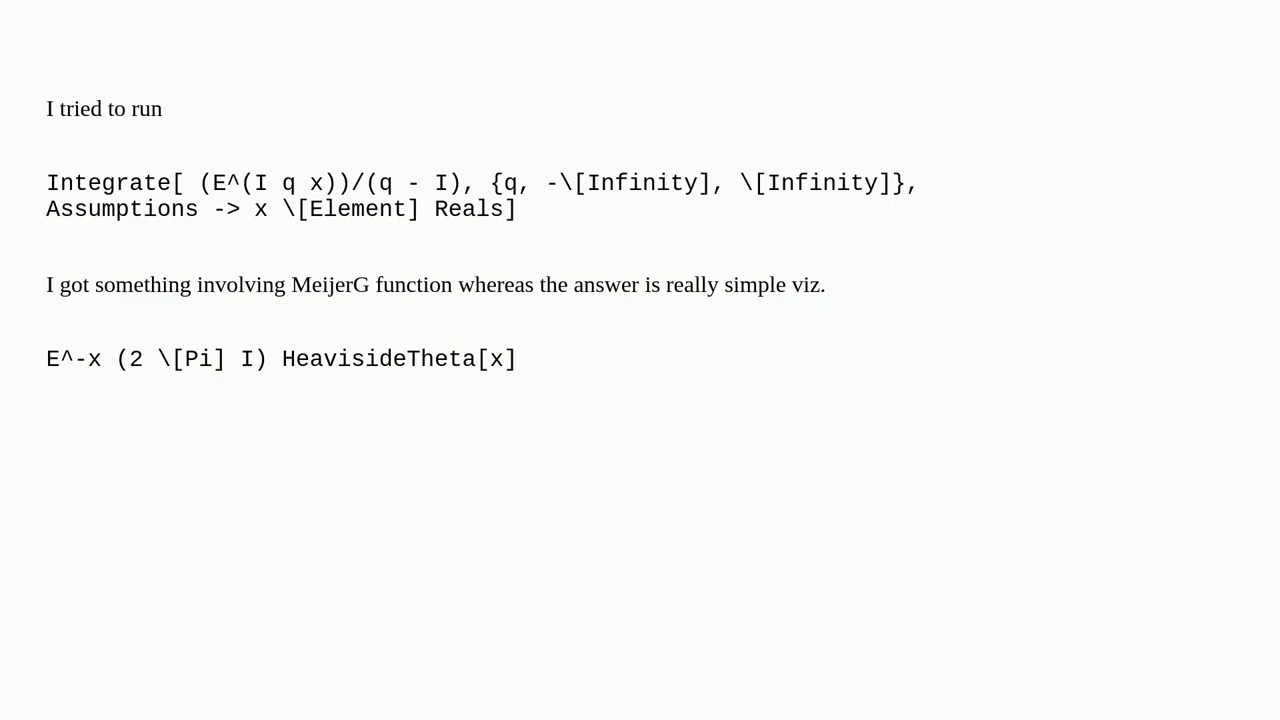 I tried to run
Integrate[ (E^(I q x))/(q - I), {q, -\[Infinity], \[Infinity]},
Assumptions -> x \[Element] Reals]
I got something involving MeijerG function whereas the answer is really simple viz.
E^-x (2 \[Pi] I) HeavisideTheta[x]